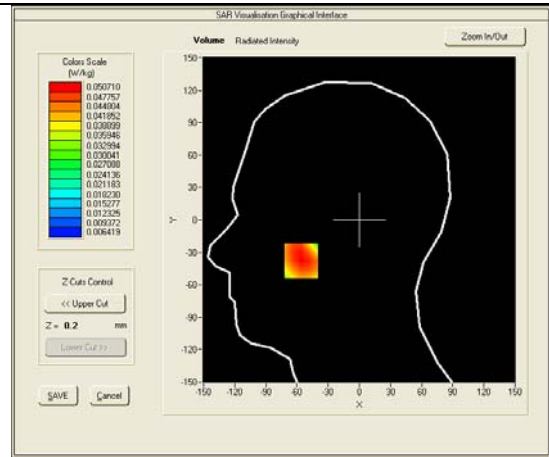 SAR Visualisation Graphical Interface
Volume Radiated Intensity
Zoom In/Out
Colors Scale
(W/kg)
0.050710
0.047757
0.044804
0.041852
0.038899
0.035946
0.032994
0.030041
0.027088
0.024136
0.021183
0.018230
0.015277
0.012325
0.009372
0.006419
Z Cuts Control
<< Upper Cut
Z = 0.2 mm
Lower Cut >>
SAVE Cancel
150
120
90
60
30
0
-30
-60
-90
-120
-150
Y
-150 -120 -90 -60 -30 0 30 60 90 120 150
X